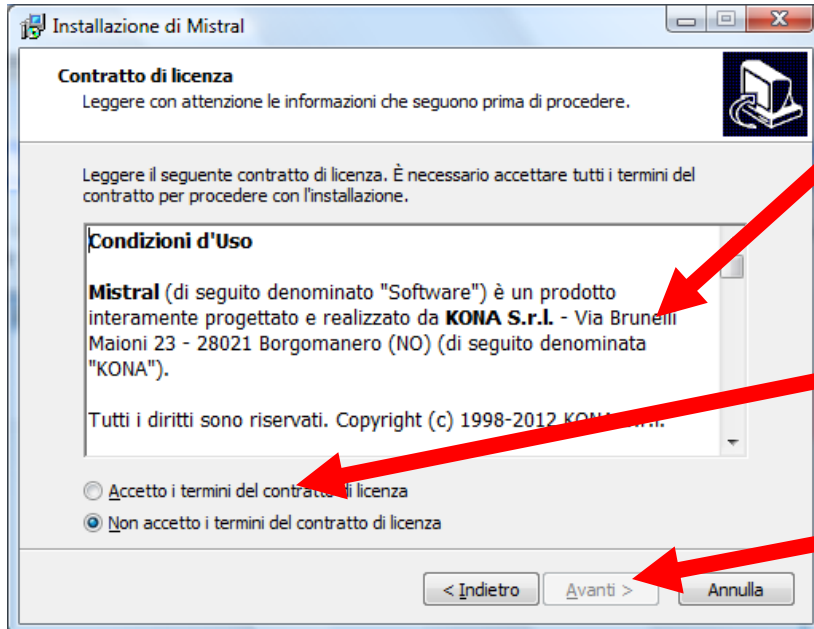 Installazione di Mistral
Contratto di licenza
Leggere con attenzione le informazioni che seguono prima di procedere.
Leggere il seguente contratto di licenza. È necessario accettare tutti i termini del
contratto per procedere con l'installazione.
Condizioni d'Uso
Mistral (di seguito denominato "Software") è un prodotto
interamente progettato e realizzato da KONA S.r.l. - Via Brunelli
Maioni 23 - 28021 Borgomanero (NO) (di seguito denominata
"KONA").
Tutti i diritti sono riservati. Copyright (c) 1998-2012 KONA S.r.l.
Accetto i termini del contratto di licenza
Non accetto i termini del contratto di licenza
< Indietro
Avanti >
Annulla